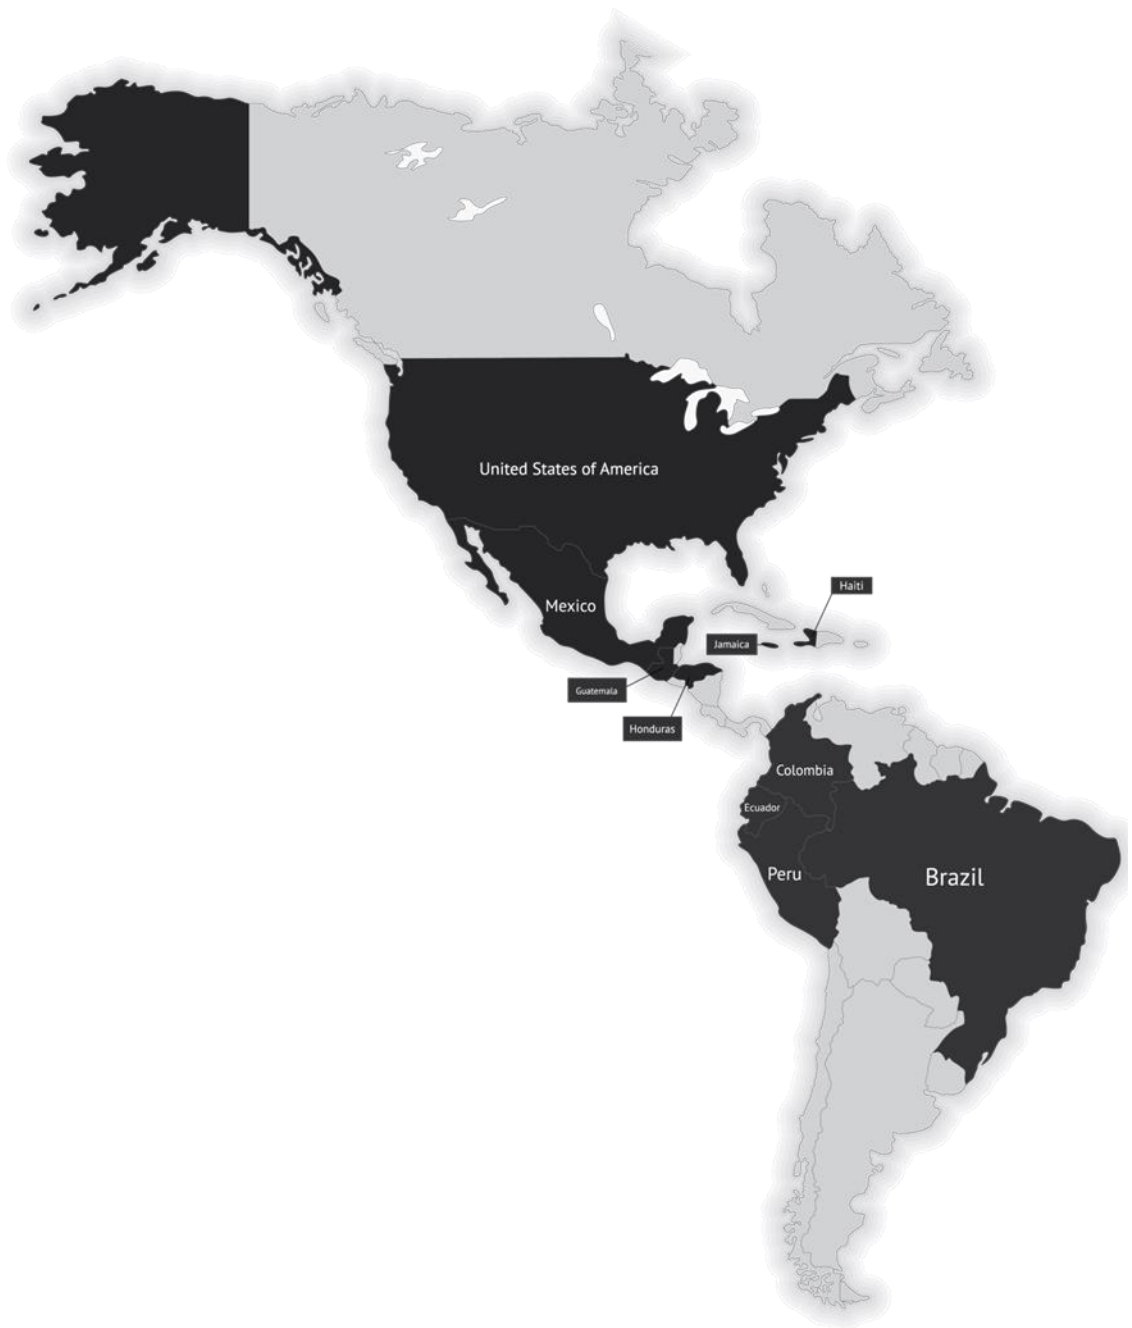 United States of America
Haiti
Mexico
Jamaica
Guatemala
Honduras
Colombia
Ecuador
Peru
Brazil